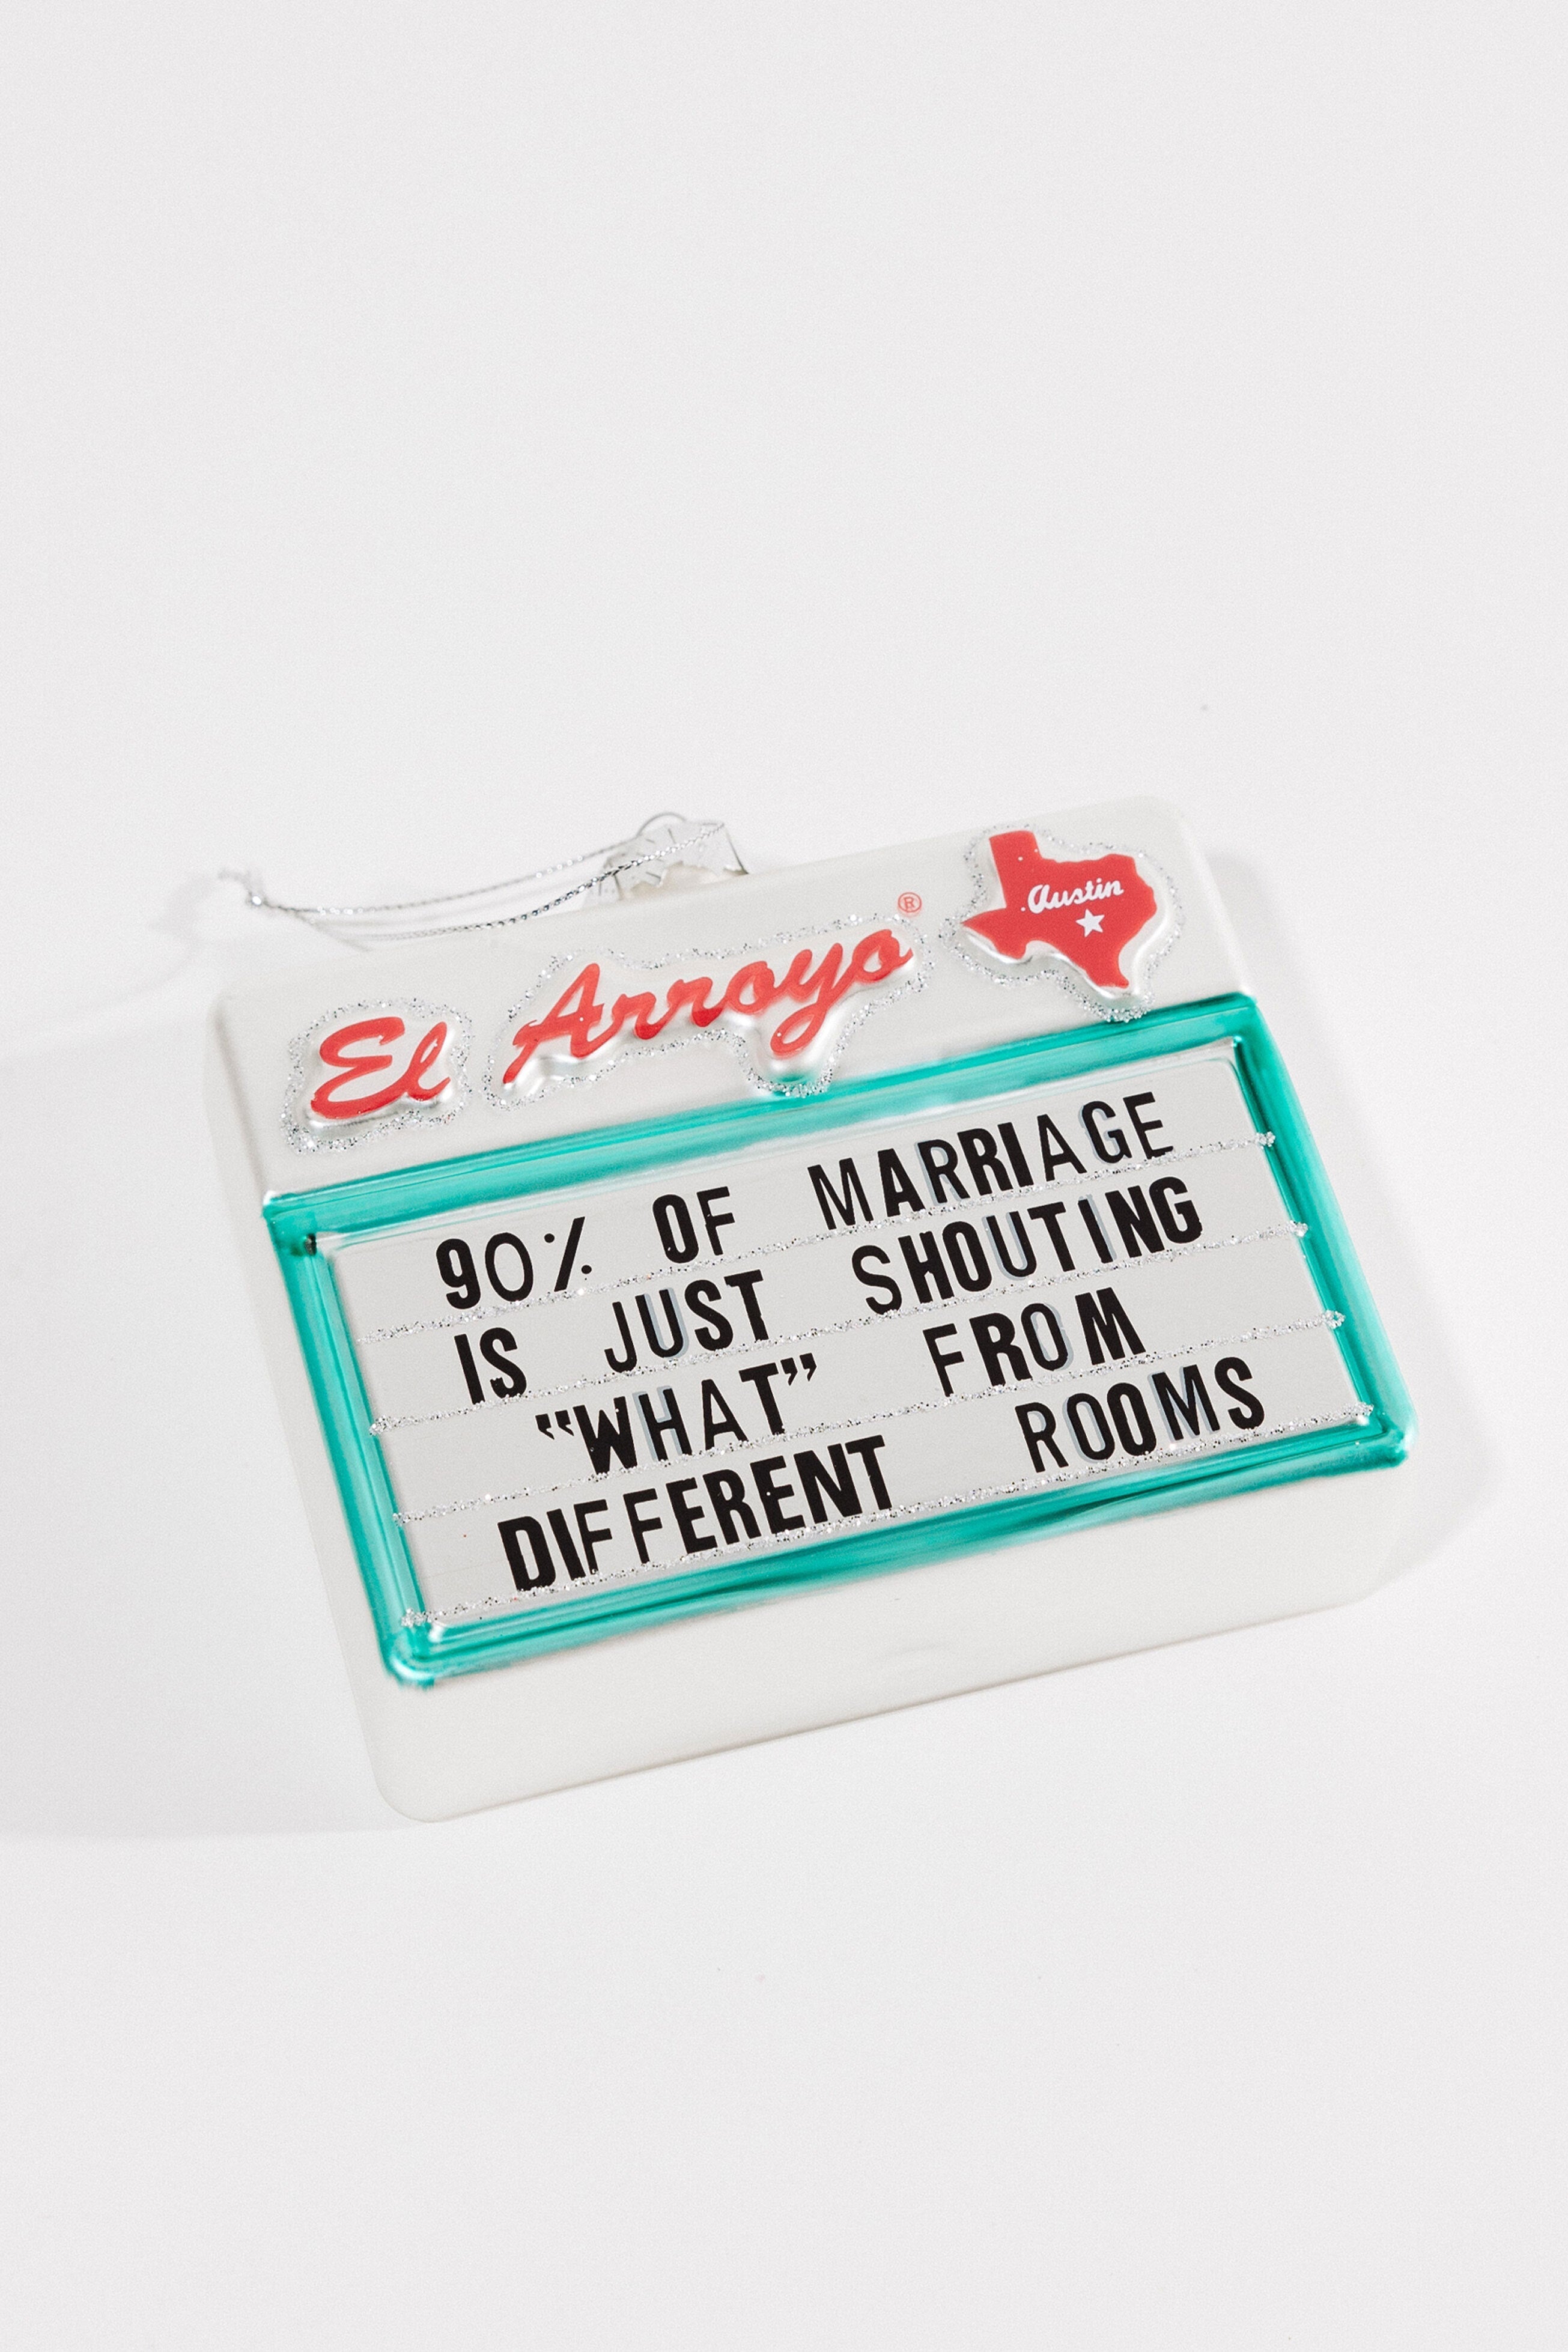 El Arroyo®
Austin
90% OF MARRIAGE
IS JUST SHOUTING
“WHAT” FROM
DIFFERENT ROOMS